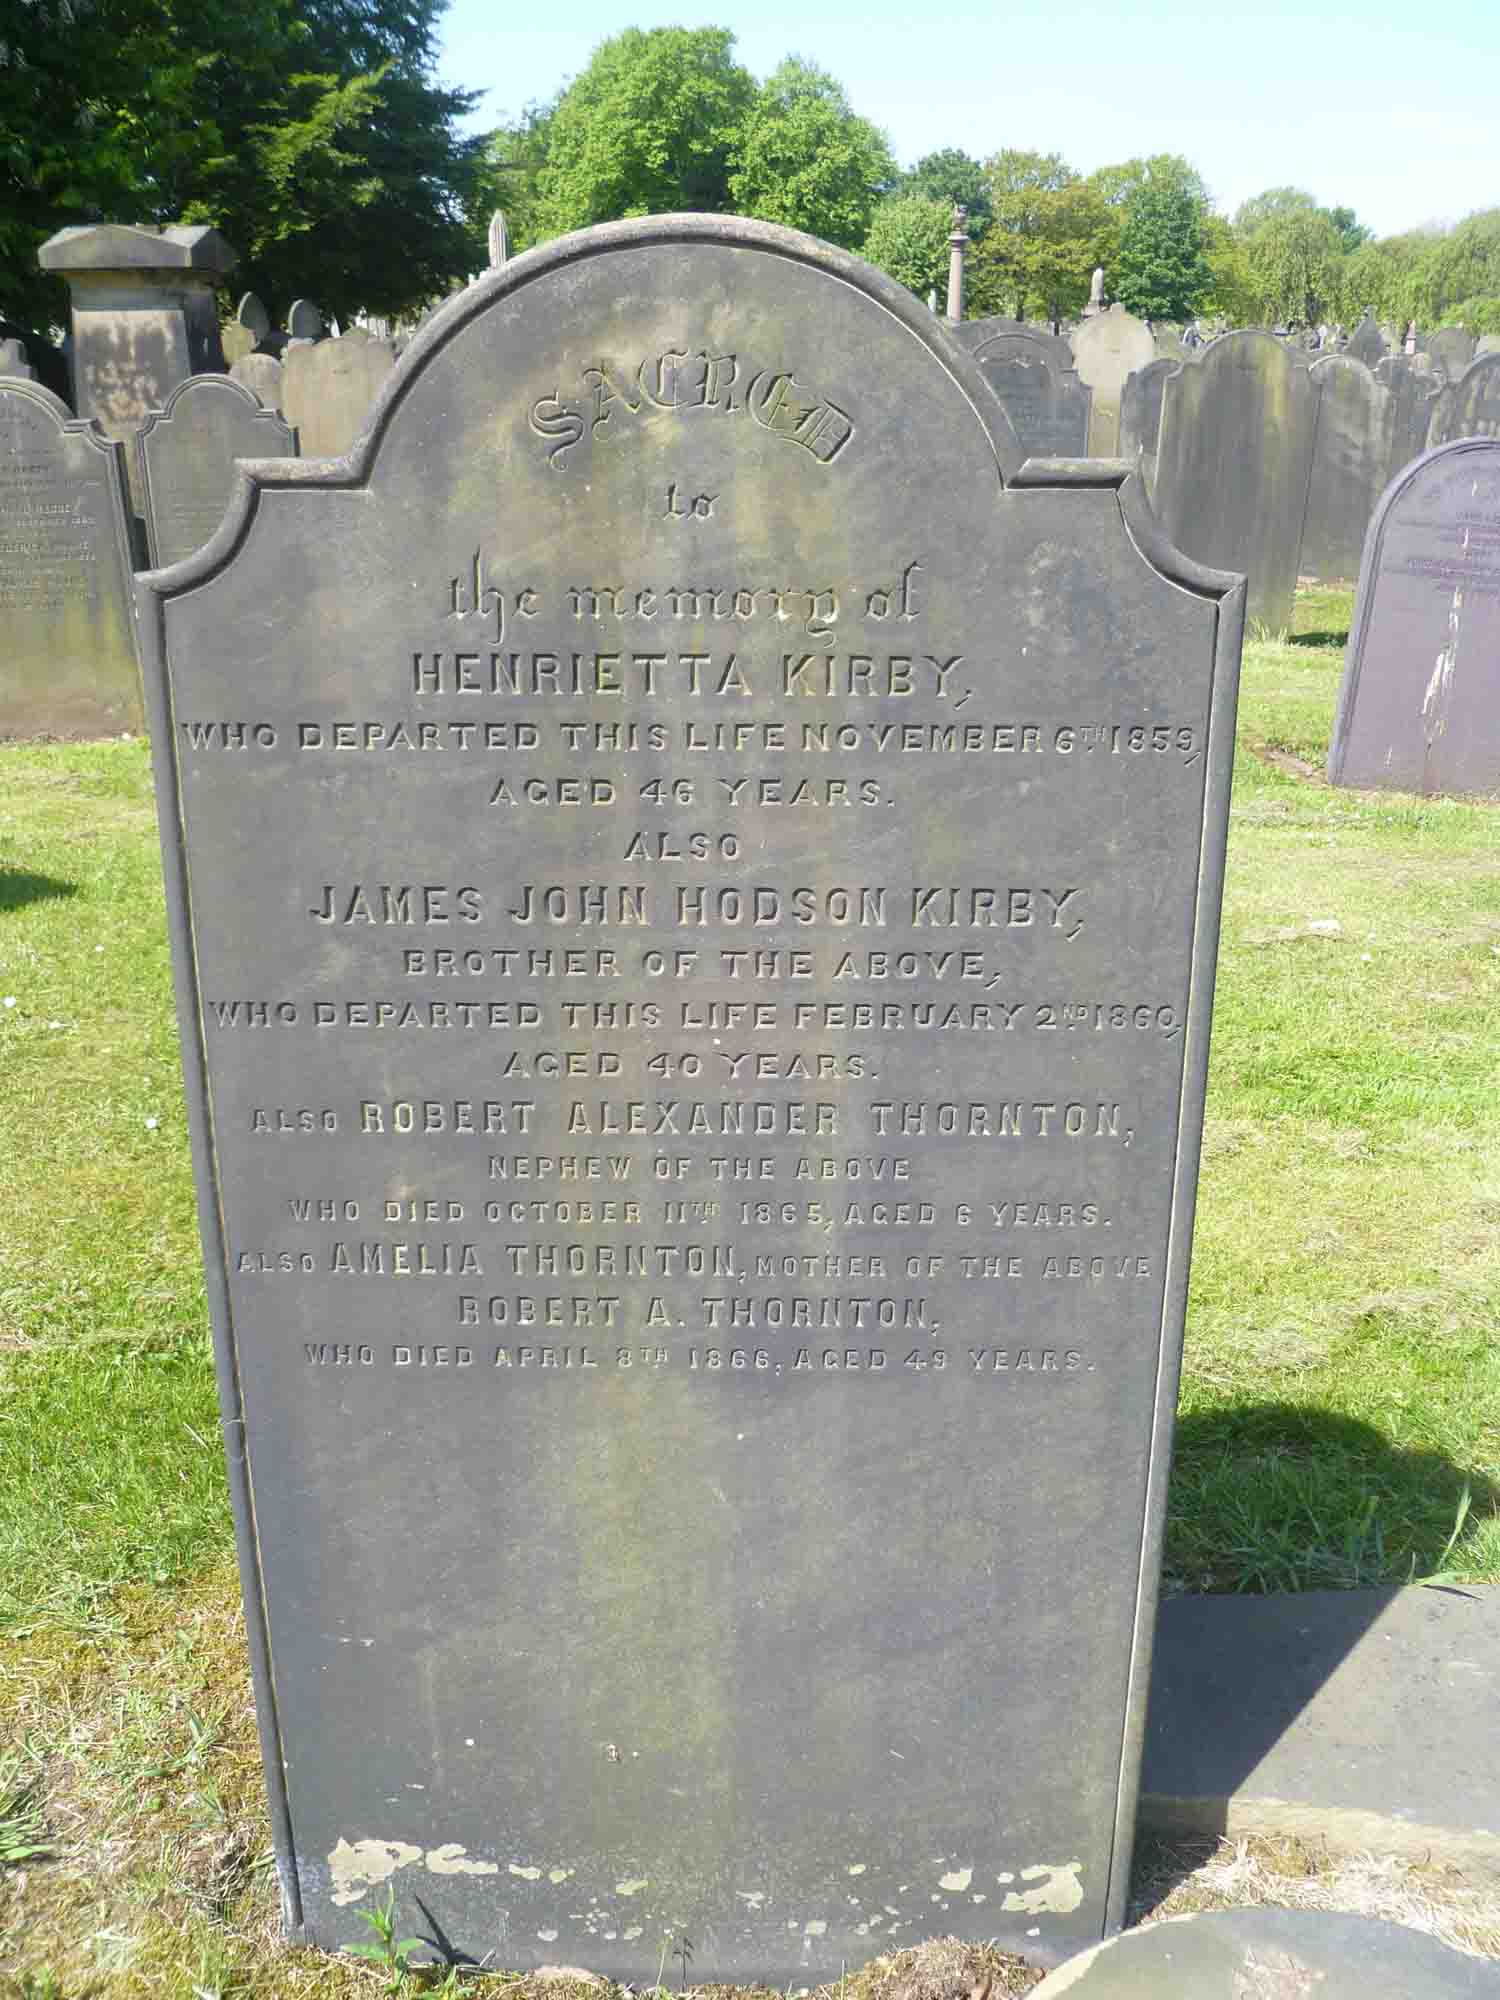 SACRED
to
the memory of
HENRIETTA KIRBY,
WHO DEPARTED THIS LIFE NOVEMBER 6TH 1859,
AGED 46 YEARS.
ALSO
JAMES JOHN HODSON KIRBY,
BROTHER OF THE ABOVE,
WHO DEPARTED THIS LIFE FEBRUARY 2ND 1860,
AGED 40 YEARS.
ALSO ROBERT ALEXANDER THORNTON,
NEPHEW OF THE ABOVE
WHO DIED OCTOBER 11TH 1865, AGED 6 YEARS.
ALSO AMELIA THORNTON, MOTHER OF THE ABOVE
ROBERT A. THORNTON,
WHO DIED APRIL 8TH 1866, AGED 49 YEARS.